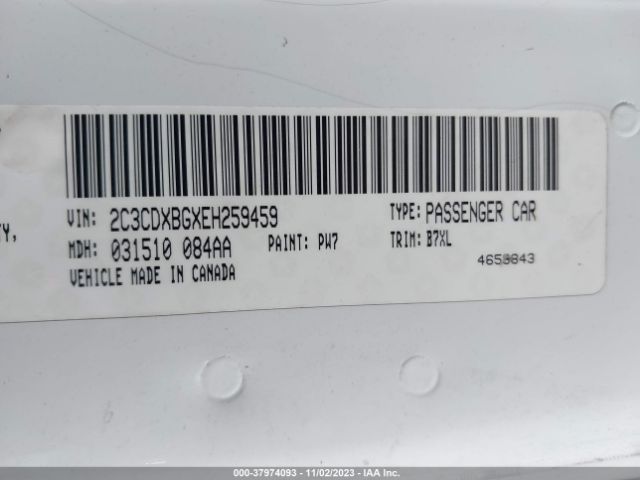 TY,
VIN: 2C3CDXBGXEH259459
TYPE: PASSENGER CAR
MDH: 031510 084AA
PAINT: PW7
TRIM: B7XL
VEHICLE MADE IN CANADA
000-37974093 - 11/02/2023 - IAA Inc.